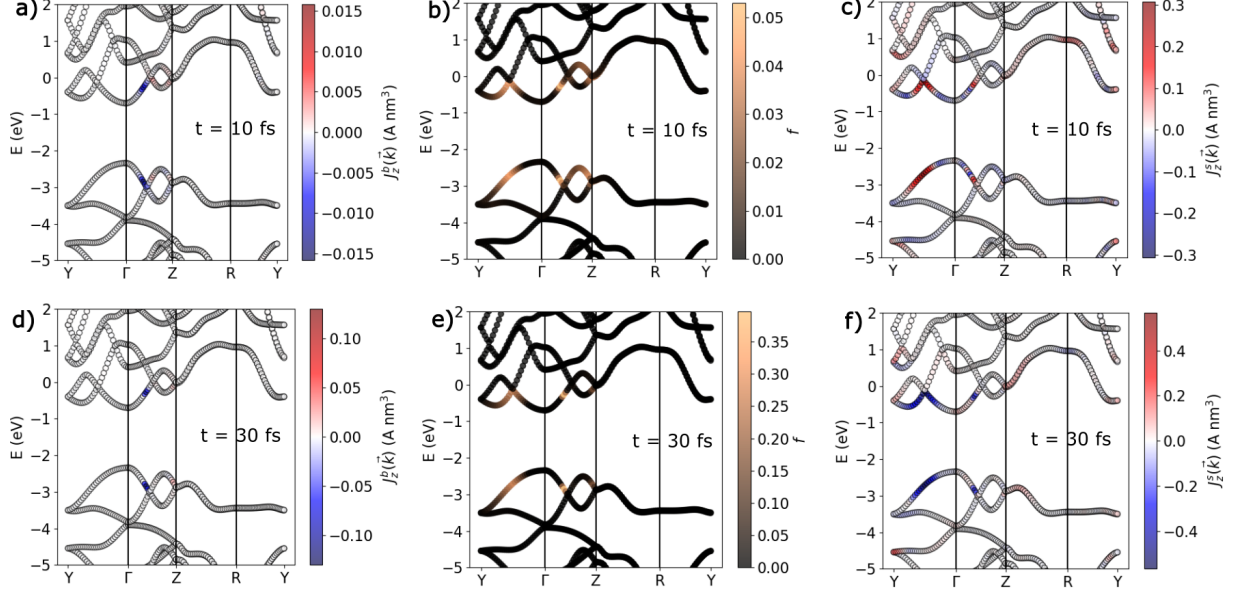 a)
2
1
0
−1
−2
−3
−4
−5
E (eV)
t = 10 fs
Y Γ Z R Y
0.015
0.010
0.005
0.000
−0.005
−0.010
−0.015
J_z^b(k⃗) (A nm³)
b)
2
1
0
−1
−2
−3
−4
−5
E (eV)
t = 10 fs
Y Γ Z R Y
0.05
0.04
0.03
0.02
0.01
0.00
f
c)
2
1
0
−1
−2
−3
−4
−5
E (eV)
t = 10 fs
Y Γ Z R Y
0.3
0.2
0.1
0.0
−0.1
−0.2
−0.3
J_z^s(k⃗) (A nm³)
d)
2
1
0
−1
−2
−3
−4
−5
E (eV)
t = 30 fs
Y Γ Z R Y
0.10
0.05
0.00
−0.05
−0.10
J_z^b(k⃗) (A nm³)
e)
2
1
0
−1
−2
−3
−4
−5
E (eV)
t = 30 fs
Y Γ Z R Y
0.35
0.30
0.25
0.20
0.15
0.10
0.05
0.00
f
f)
2
1
0
−1
−2
−3
−4
−5
E (eV)
t = 30 fs
Y Γ Z R Y
0.4
0.2
0.0
−0.2
−0.4
J_z^s(k⃗) (A nm³)